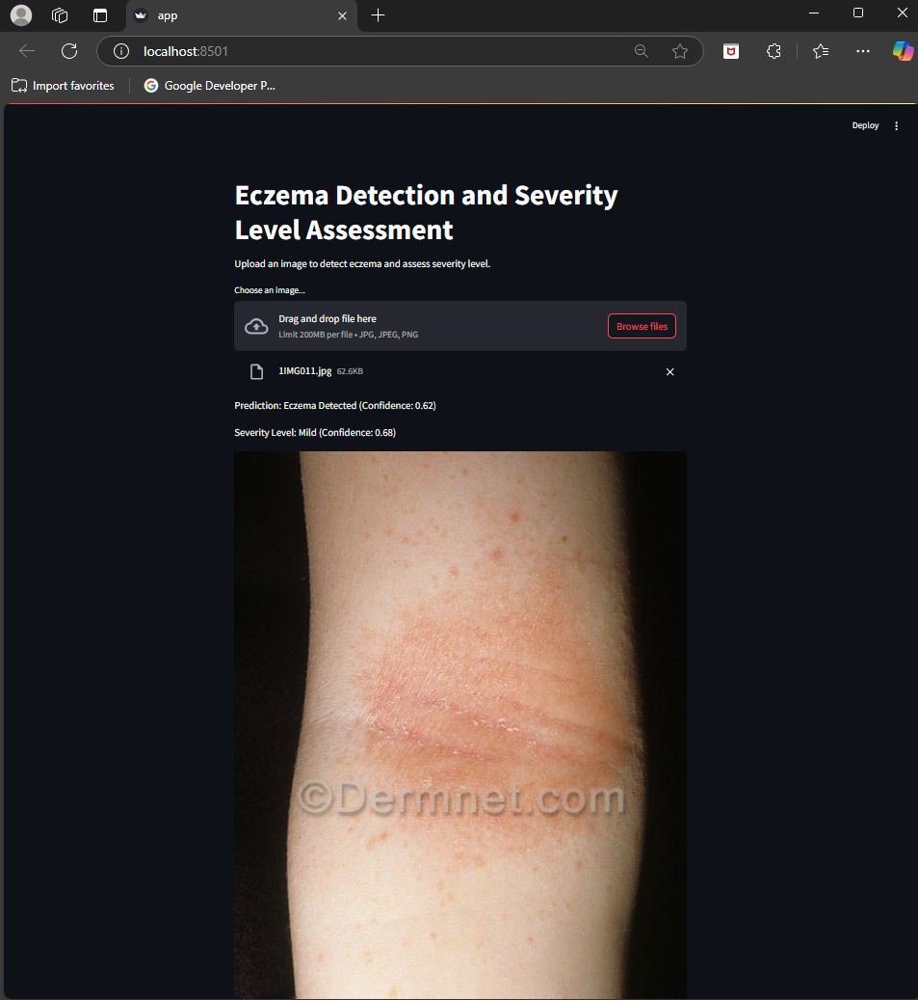 app
localhost:8501
Import favorites
Google Developer P...
Deploy
Eczema Detection and Severity
Level Assessment
Upload an image to detect eczema and assess severity level.
Choose an image...
Drag and drop file here
Limit 200MB per file • JPG, JPEG, PNG
Browse files
1IMG011.jpg 62.6KB
Prediction: Eczema Detected (Confidence: 0.62)
Severity Level: Mild (Confidence: 0.68)
©Dermnet.com